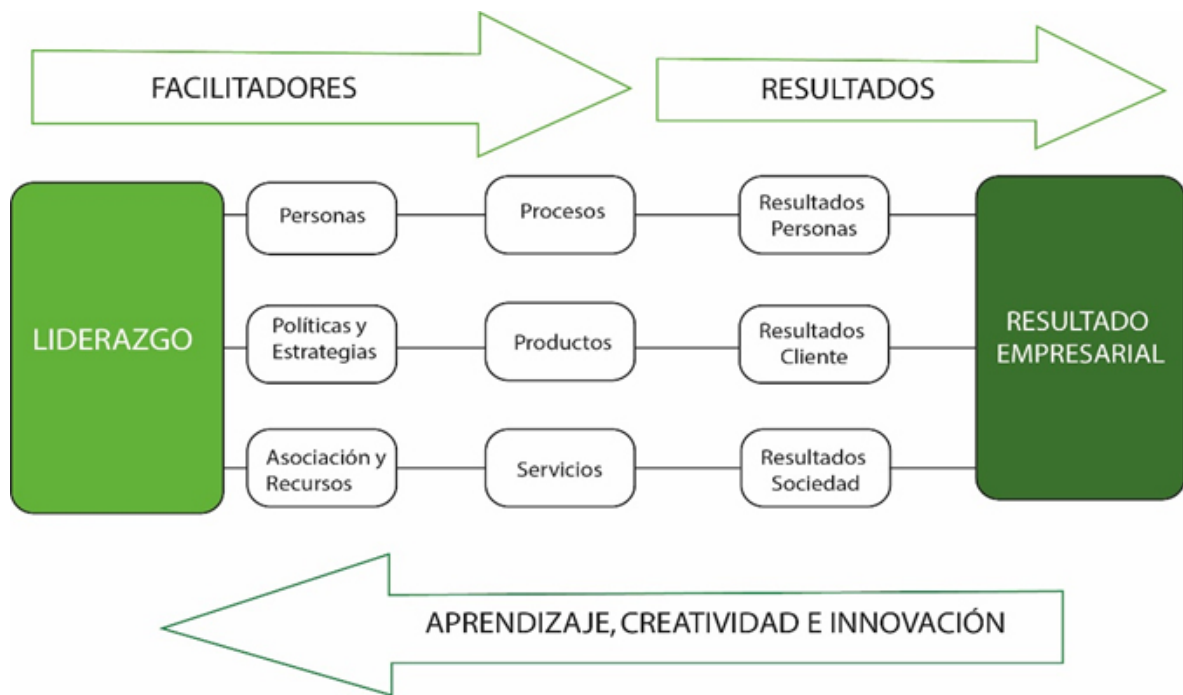 FACILITADORES
RESULTADOS
LIDERAZGO
Personas
Procesos
Resultados
Personas
Políticas y
Estrategias
Productos
Resultados
Cliente
Asociación y
Recursos
Servicios
Resultados
Sociedad
RESULTADO
EMPRESARIAL
APRENDIZAJE, CREATIVIDAD E INNOVACIÓN